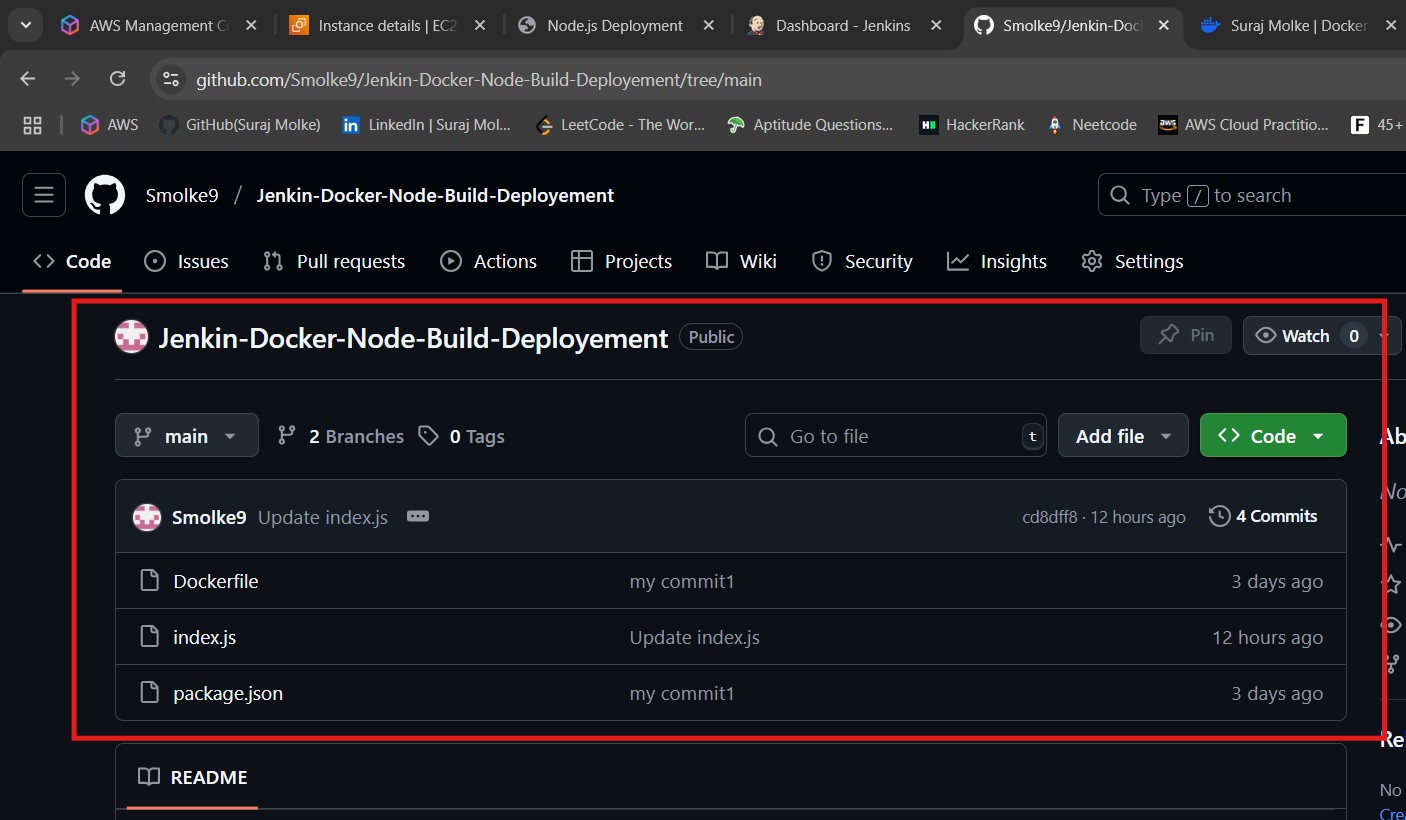 AWS Management Co
Instance details | EC2
Node.js Deployment
Dashboard - Jenkins
Smolke9/Jenkin-Doc
Suraj Molke | Docker
github.com/Smolke9/Jenkin-Docker-Node-Build-Deployement/tree/main
AWS
GitHub(Suraj Molke)
in LinkedIn | Suraj Mol...
LeetCode - The Wor...
Aptitude Questions...
HackerRank
Neetcode
aws AWS Cloud Practitio...
F 45+
Smolke9 / Jenkin-Docker-Node-Build-Deployement
Type / to search
Code
Issues
Pull requests
Actions
Projects
Wiki
Security
Insights
Settings
Jenkin-Docker-Node-Build-Deployement Public
Pin
Watch 0
main
2 Branches
0 Tags
Go to file t
Add file
Code
Ab
No
Smolke9 Update index.js
cd8dff8 · 12 hours ago
4 Commits
Dockerfile my commit1 3 days ago
index.js Update index.js 12 hours ago
package.json my commit1 3 days ago
Re
README
No
Cre